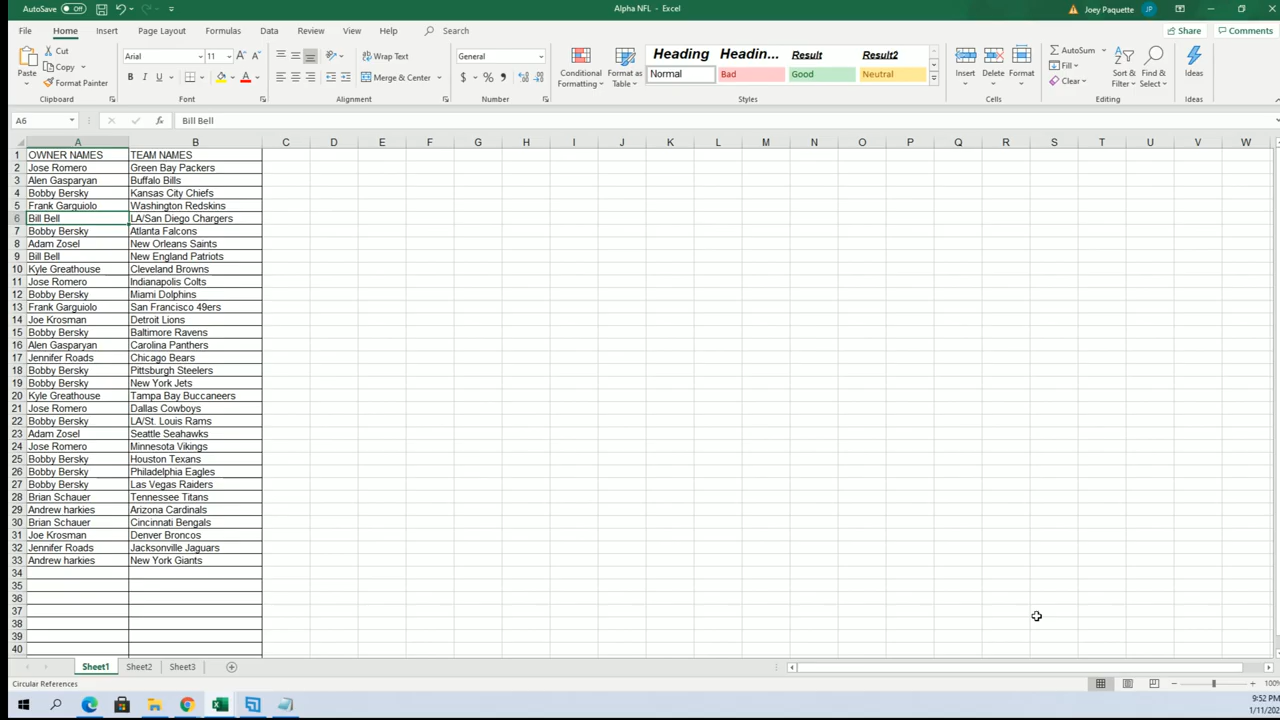 AutoSave Off Alpha NFL - Excel Joey Paquette JP
File Home Insert Page Layout Formulas Data Review View Help Search Share Comments
Paste Cut Copy Format Painter Clipboard
Arial 11 A A B I U A Font
Wrap Text Merge & Center Alignment
General $ % Number
Conditional Formatting Format as Table Heading Headin... Result Result2 Normal Bad Good Neutral Styles
Insert Delete Format Cells
AutoSum Fill Clear Sort & Filter Find & Select Editing
Ideas Ideas
A6 fx Bill Bell
A B C D E F G H I J K L M N O P Q R S T U V W
1 OWNER NAMES TEAM NAMES
2 Jose Romero Green Bay Packers
3 Alen Gasparyan Buffalo Bills
4 Bobby Bersky Kansas City Chiefs
5 Frank Garguiolo Washington Redskins
6 Bill Bell LA/San Diego Chargers
7 Bobby Bersky Atlanta Falcons
8 Adam Zosel New Orleans Saints
9 Bill Bell New England Patriots
10 Kyle Greathouse Cleveland Browns
11 Jose Romero Indianapolis Colts
12 Bobby Bersky Miami Dolphins
13 Frank Garguiolo San Francisco 49ers
14 Joe Krosman Detroit Lions
15 Bobby Bersky Baltimore Ravens
16 Alen Gasparyan Carolina Panthers
17 Jennifer Roads Chicago Bears
18 Bobby Bersky Pittsburgh Steelers
19 Bobby Bersky New York Jets
20 Kyle Greathouse Tampa Bay Buccaneers
21 Jose Romero Dallas Cowboys
22 Bobby Bersky LA/St. Louis Rams
23 Adam Zosel Seattle Seahawks
24 Jose Romero Minnesota Vikings
25 Bobby Bersky Houston Texans
26 Bobby Bersky Philadelphia Eagles
27 Bobby Bersky Las Vegas Raiders
28 Brian Schauer Tennessee Titans
29 Andrew harkies Arizona Cardinals
30 Brian Schauer Cincinnati Bengals
31 Joe Krosman Denver Broncos
32 Jennifer Roads Jacksonville Jaguars
33 Andrew harkies New York Giants
34
35
36
37
38
39
40
Sheet1 Sheet2 Sheet3
Circular References 100%
9:52 PM
1/11/202